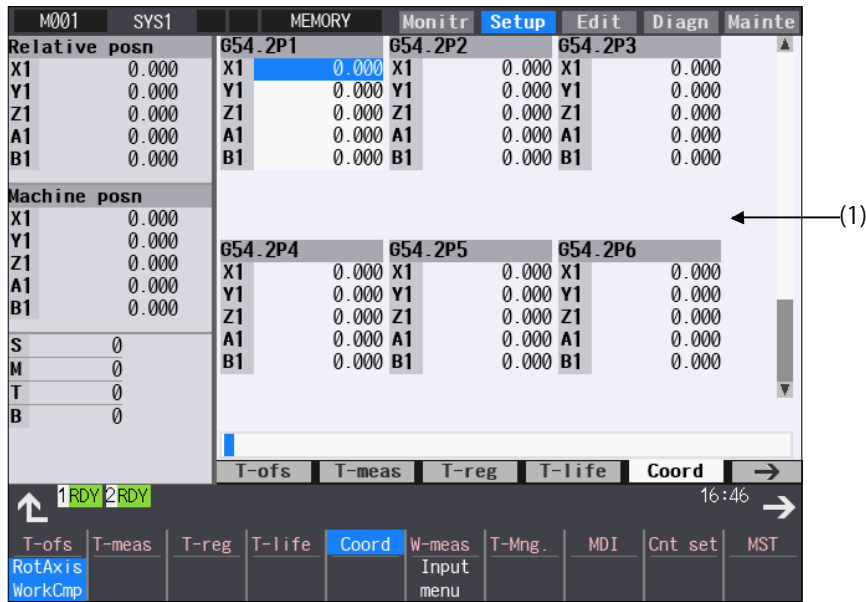 M001 SYS1 MEMORY Monitr Setup Edit Diagn Mainte
Relative posn
X1 0.000
Y1 0.000
Z1 0.000
A1 0.000
B1 0.000
Machine posn
X1 0.000
Y1 0.000
Z1 0.000
A1 0.000
B1 0.000
S 0
M 0
T 0
B 0
G54.2P1 G54.2P2 G54.2P3
X1 0.000 X1 0.000 X1 0.000
Y1 0.000 Y1 0.000 Y1 0.000
Z1 0.000 Z1 0.000 Z1 0.000
A1 0.000 A1 0.000 A1 0.000
B1 0.000 B1 0.000 B1 0.000
(1)
G54.2P4 G54.2P5 G54.2P6
X1 0.000 X1 0.000 X1 0.000
Y1 0.000 Y1 0.000 Y1 0.000
Z1 0.000 Z1 0.000 Z1 0.000
A1 0.000 A1 0.000 A1 0.000
B1 0.000 B1 0.000 B1 0.000
T-ofs T-meas T-reg T-life Coord →
1RDY 2RDY 16:46
T-ofs T-meas T-reg T-life Coord W-meas T-Mng. MDI Cnt set MST
RotAxis Input
WorkCmp menu